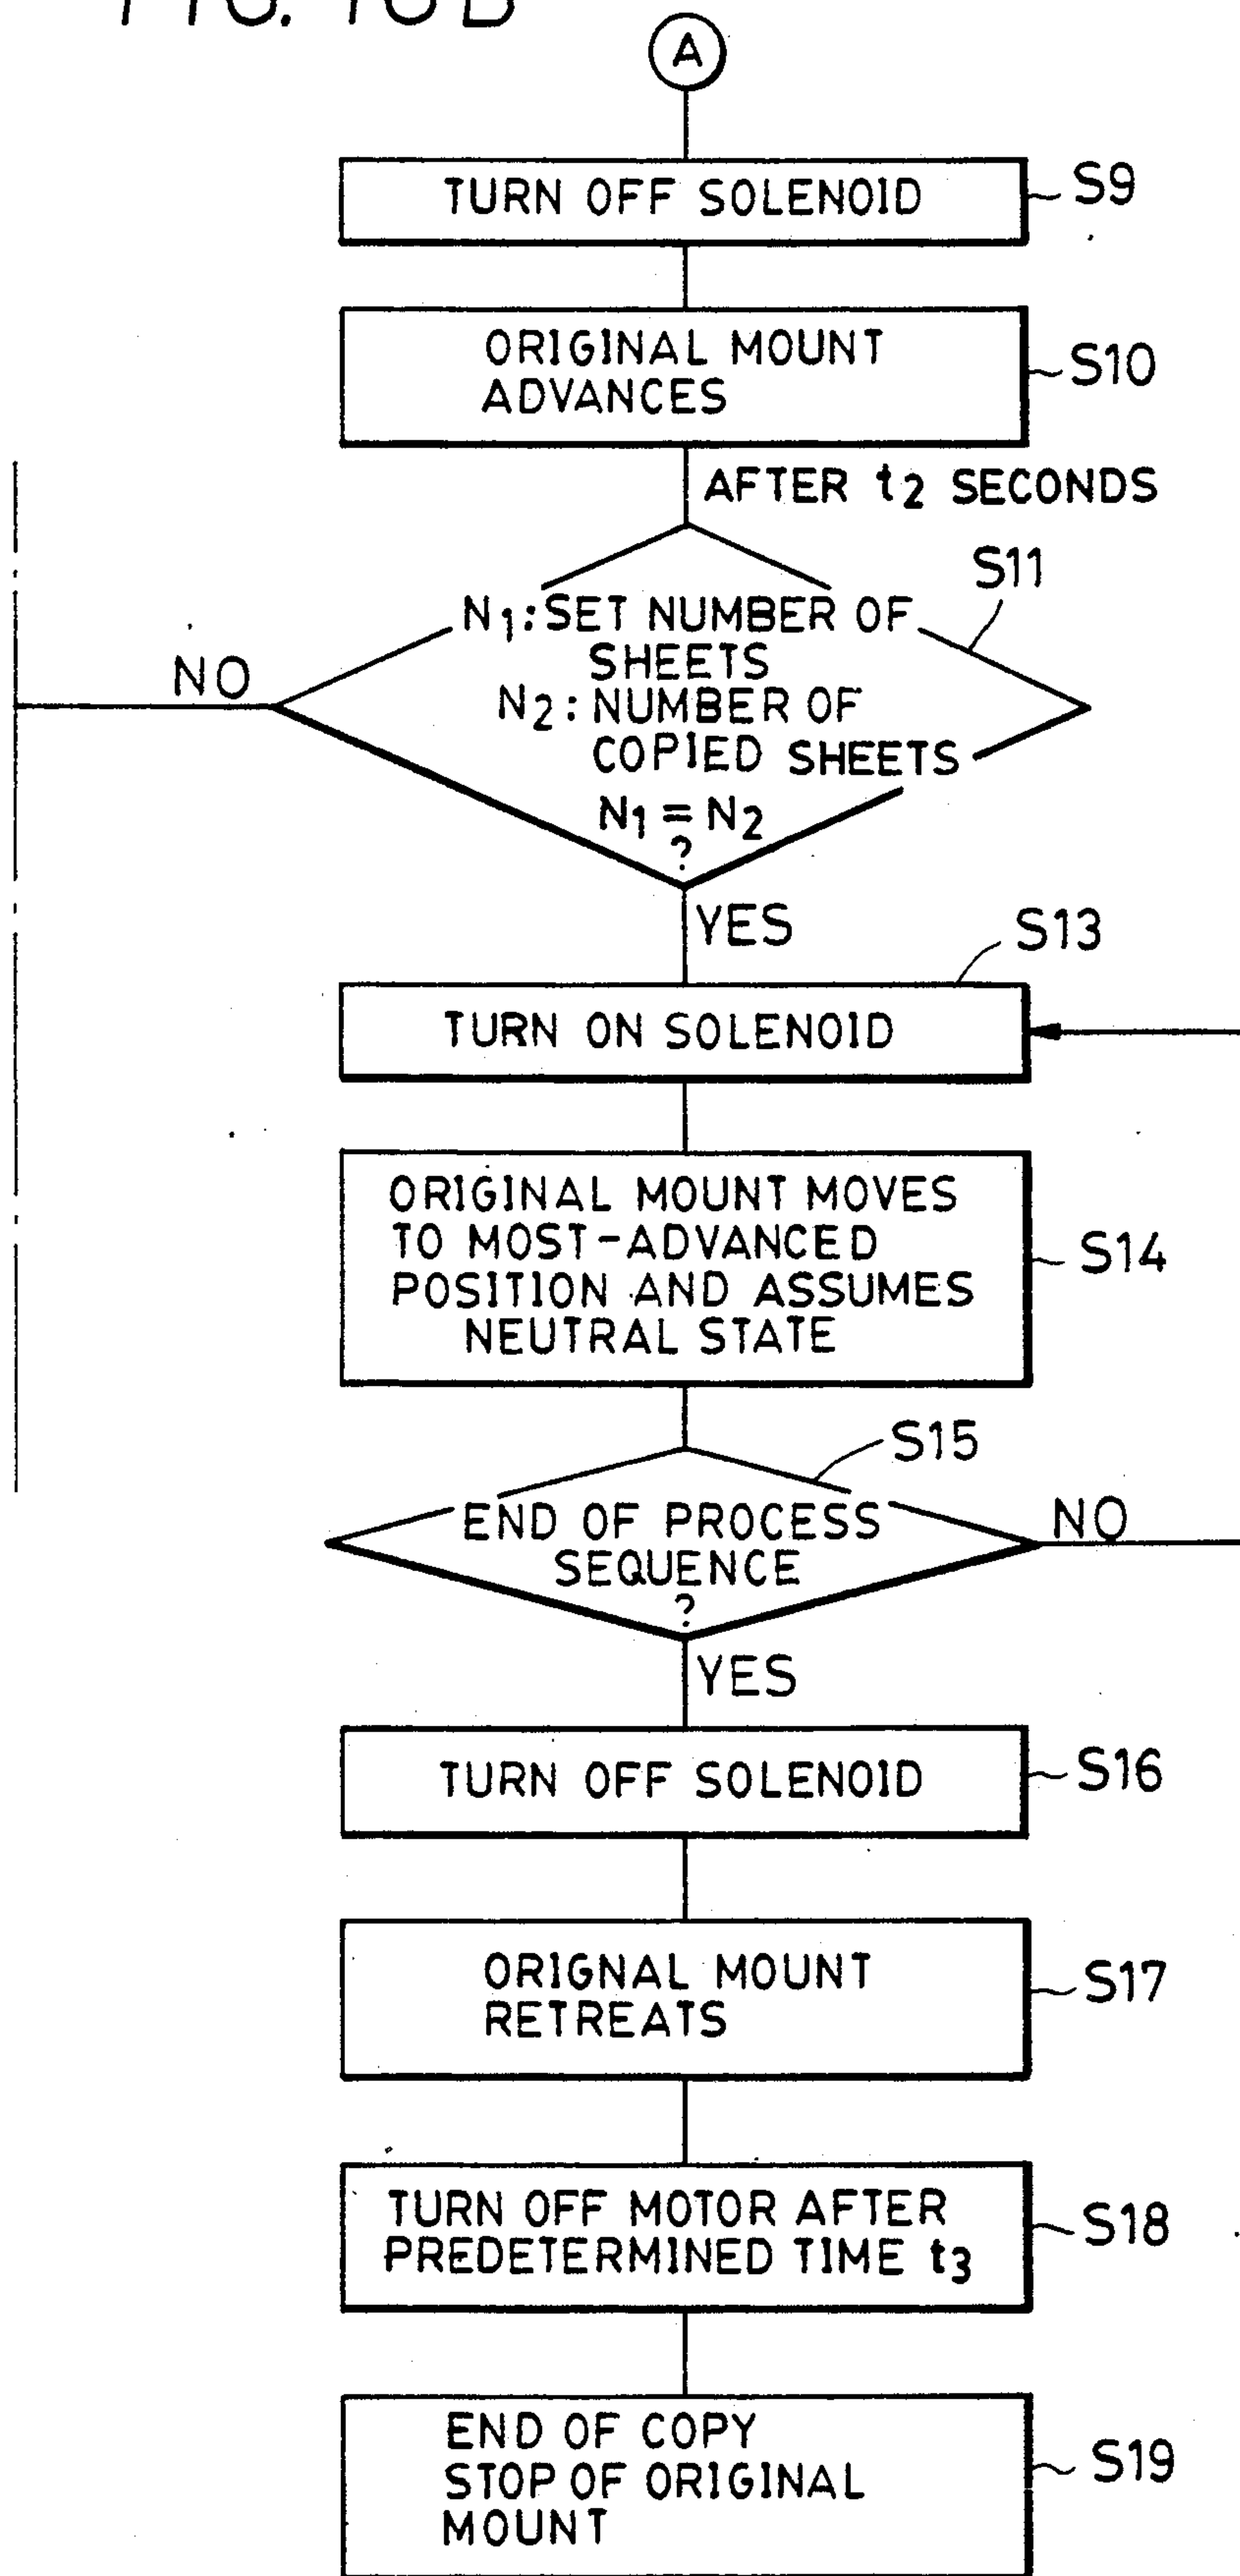 A
TURN OFF SOLENOID
S9
ORIGINAL MOUNT
ADVANCES
S10
AFTER t2 SECONDS
S11
N1: SET NUMBER OF
SHEETS
N2: NUMBER OF
COPIED SHEETS
N1 = N2
?
NO
YES
S13
TURN ON SOLENOID
ORIGINAL MOUNT MOVES
TO MOST-ADVANCED
POSITION AND ASSUMES
NEUTRAL STATE
S14
S15
END OF PROCESS
SEQUENCE
?
NO
YES
TURN OFF SOLENOID
S16
ORIGNAL MOUNT
RETREATS
S17
TURN OFF MOTOR AFTER
PREDETERMINED TIME t3
S18
END OF COPY
STOP OF ORIGINAL
MOUNT
S19